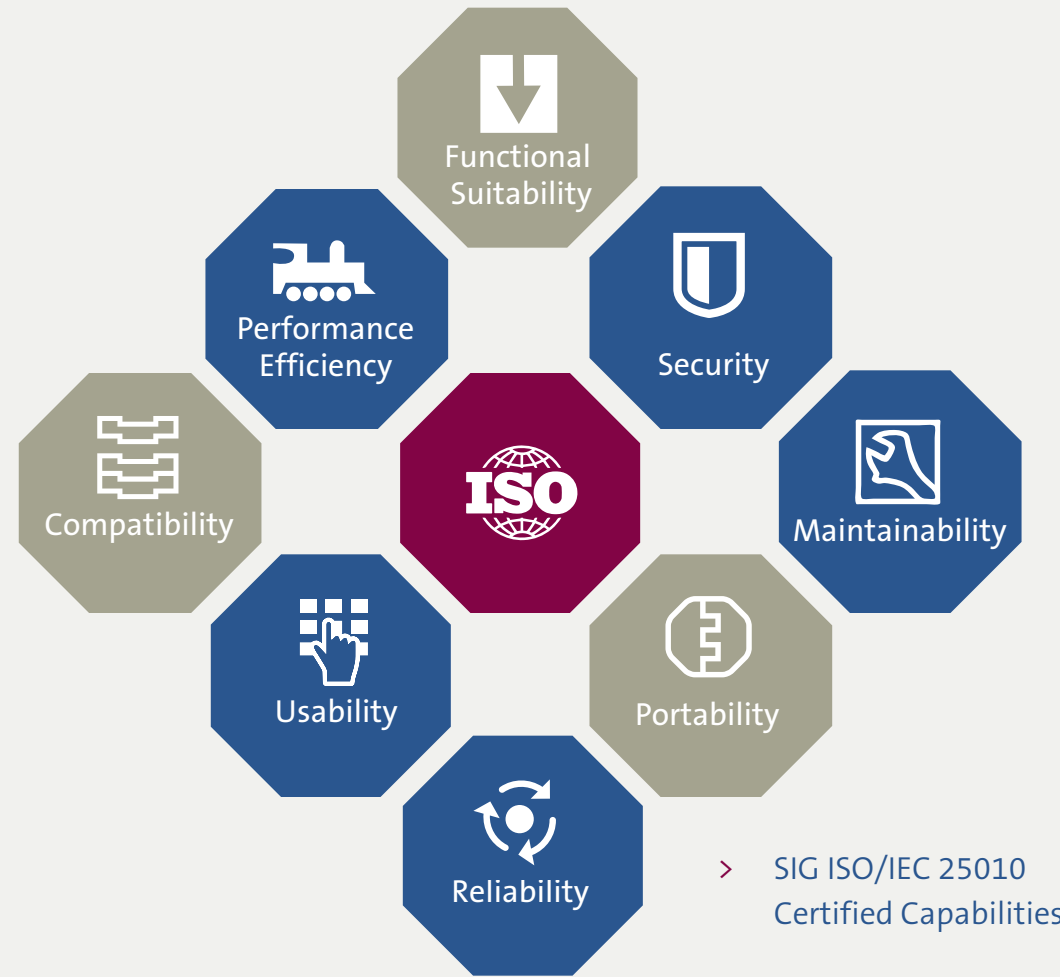 Functional
Suitability
Performance
Efficiency
Security
Compatibility
ISO
Maintainability
Usability
Portability
Reliability
> SIG ISO/IEC 25010
Certified Capabilities